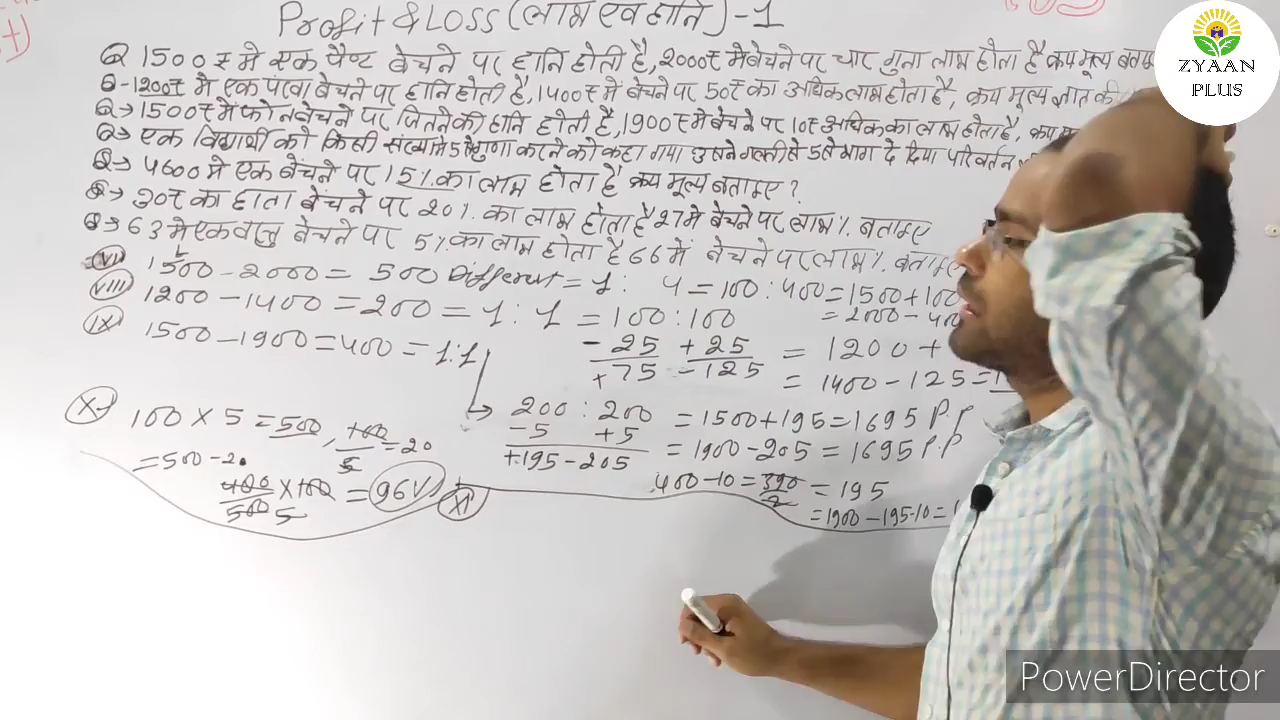 Profit & LOSS (लाभ एव हानि) -1
ZYAAN
PLUS
Q 1500₹ मे एक पैण्ट बेचने पर हानि होती है, 2000₹ मे बेचने पर चार गुना लाभ होता है क्रय मूल्य
Q-1200₹ मे एक पंखा बेचने पर हानि होती है, 1400₹ में बेचने पर 50₹ का अधिक लाभ होता है, क्रय मूल्य ज्ञात
Q→1500₹ मे फोन बेचने पर जितने की हानि होती है, 1900₹ मे बेचने पर 10₹ अधिक का लाभ होता है,
Q→ एक विद्यार्थी को किसी संख्या मे 5 से गुणा करने को कहा गया उसने गल्ती से 5 से भाग दे दिया परिवर्तन
Q→ 4600 मे एक बेंचने पर 15% का लाभ होता है क्रय मूल्य बताइए?
Q→ 30₹ का छाता बेंचने पर 20%. का लाभ होता है 27 मे बेचने पर लाभ%. बताइए
Q→ 63 मे एक वस्तु बेचने पर 5% का लाभ होता है 66 में बेचने पर लाभ%.
1500 - 2000 = 500 Different = 1 : 4 = 100 : 400 = 1500 + 100
= 2000 - 400
VIII 1200 - 1400 = 200 = 1 : 1 = 100 : 100
IX 1500 - 1900 = 400 = 1:1
- 25 + 25 = 1200 +
+ 75 - 125 = 1400 - 125 =
200 : 200 = 1500 + 195 = 1695 P.P
-5 +5 = 1900 - 205 = 1695 P.P
+195 - 205
X 100 × 5 = 500, 100/5 = 20
= 500 - 20
480/500 × 100 = 96%
XI
400 - 10 = 390/2 = 195
= 1900 - 195 - 10 =
PowerDirector